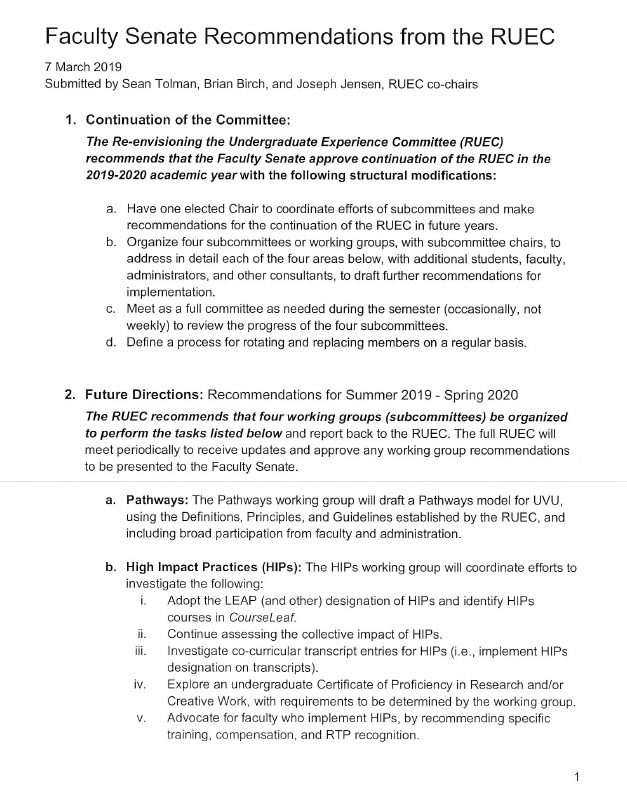 Faculty Senate Recommendations from the RUEC
7 March 2019
Submitted by Sean Tolman, Brian Birch, and Joseph Jensen, RUEC co-chairs
1. Continuation of the Committee:
The Re-envisioning the Undergraduate Experience Committee (RUEC)
recommends that the Faculty Senate approve continuation of the RUEC in the
2019-2020 academic year with the following structural modifications:
a. Have one elected Chair to coordinate efforts of subcommittees and make
recommendations for the continuation of the RUEC in future years.
b. Organize four subcommittees or working groups, with subcommittee chairs, to
address in detail each of the four areas below, with additional students, faculty,
administrators, and other consultants, to draft further recommendations for
implementation.
c. Meet as a full committee as needed during the semester (occasionally, not
weekly) to review the progress of the four subcommittees.
d. Define a process for rotating and replacing members on a regular basis.
2. Future Directions: Recommendations for Summer 2019 - Spring 2020
The RUEC recommends that four working groups (subcommittees) be organized
to perform the tasks listed below and report back to the RUEC. The full RUEC will
meet periodically to receive updates and approve any working group recommendations
to be presented to the Faculty Senate.
a. Pathways: The Pathways working group will draft a Pathways model for UVU,
using the Definitions, Principles, and Guidelines established by the RUEC, and
including broad participation from faculty and administration.
b. High Impact Practices (HIPs): The HIPs working group will coordinate efforts to
investigate the following:
i. Adopt the LEAP (and other) designation of HIPs and identify HIPs
courses in CourseLeaf.
ii. Continue assessing the collective impact of HIPs.
iii. Investigate co-curricular transcript entries for HIPs (i.e., implement HIPs
designation on transcripts).
iv. Explore an undergraduate Certificate of Proficiency in Research and/or
Creative Work, with requirements to be determined by the working group.
v. Advocate for faculty who implement HIPs, by recommending specific
training, compensation, and RTP recognition.
1